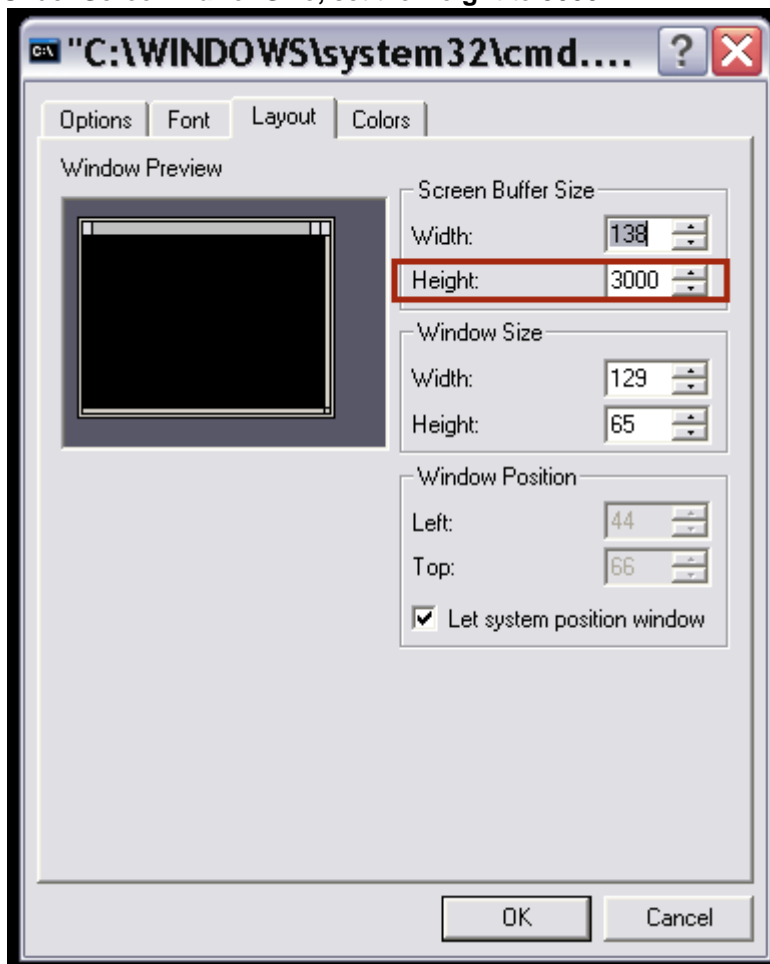 "C:\WINDOWS\system32\cmd....
Options Font Layout Colors
Window Preview
Screen Buffer Size
Width: 138
Height: 3000
Window Size
Width: 129
Height: 65
Window Position
Left: 44
Top: 66
Let system position window
OK Cancel